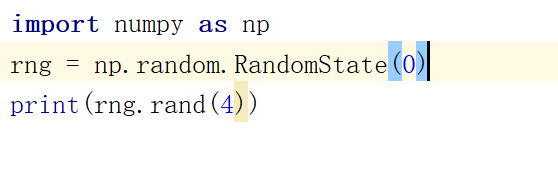 import numpy as np
rng = np.random.RandomState(0)
print(rng.rand(4))